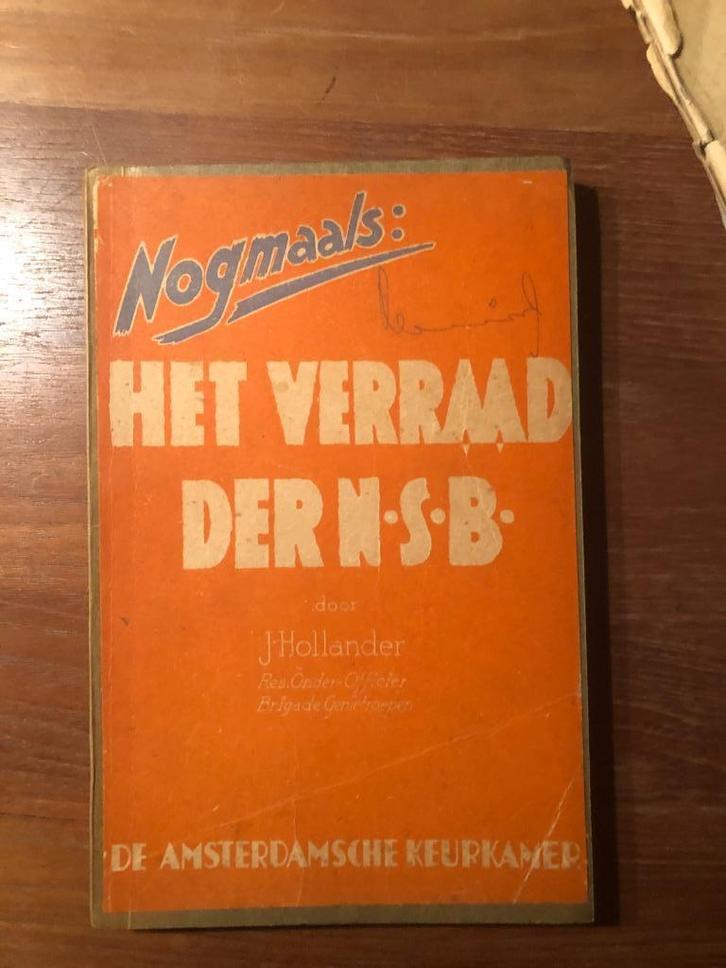 Nogmaals:
HET VERRAAD
DER N·S·B·
door
J·Hollander
Res. Onder-Officier
Brigade Genietroepen
DE AMSTERDAMSCHE KEURKAMER